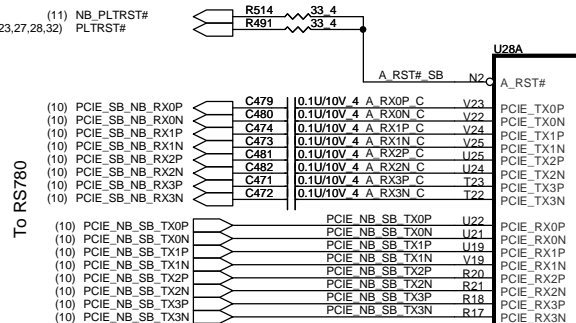 (11) NB_PLTRST# R514 33_4
23,27,28,32) PLTRST# R491 33_4
U28A
A_RST#_SB N2 A_RST#
(10) PCIE_SB_NB_RX0P C479 0.1U/10V_4 A_RX0P_C V23 PCIE_TX0P
(10) PCIE_SB_NB_RX0N C480 0.1U/10V_4 A_RX0N_C V22 PCIE_TX0N
(10) PCIE_SB_NB_RX1P C474 0.1U/10V_4 A_RX1P_C V24 PCIE_TX1P
(10) PCIE_SB_NB_RX1N C473 0.1U/10V_4 A_RX1N_C V25 PCIE_TX1N
(10) PCIE_SB_NB_RX2P C481 0.1U/10V_4 A_RX2P_C U25 PCIE_TX2P
(10) PCIE_SB_NB_RX2N C482 0.1U/10V_4 A_RX2N_C U24 PCIE_TX2N
(10) PCIE_SB_NB_RX3P C471 0.1U/10V_4 A_RX3P_C T23 PCIE_TX3P
(10) PCIE_SB_NB_RX3N C472 0.1U/10V_4 A_RX3N_C T22 PCIE_TX3N
To RS780
(10) PCIE_NB_SB_TX0P PCIE_NB_SB_TX0P U22 PCIE_RX0P
(10) PCIE_NB_SB_TX0N PCIE_NB_SB_TX0N U21 PCIE_RX0N
(10) PCIE_NB_SB_TX1P PCIE_NB_SB_TX1P U19 PCIE_RX1P
(10) PCIE_NB_SB_TX1N PCIE_NB_SB_TX1N V19 PCIE_RX1N
(10) PCIE_NB_SB_TX2P PCIE_NB_SB_TX2P R20 PCIE_RX2P
(10) PCIE_NB_SB_TX2N PCIE_NB_SB_TX2N R21 PCIE_RX2N
(10) PCIE_NB_SB_TX3P PCIE_NB_SB_TX3P R18 PCIE_RX3P
(10) PCIE_NB_SB_TX3N PCIE_NB_SB_TX3N R17 PCIE_RX3N